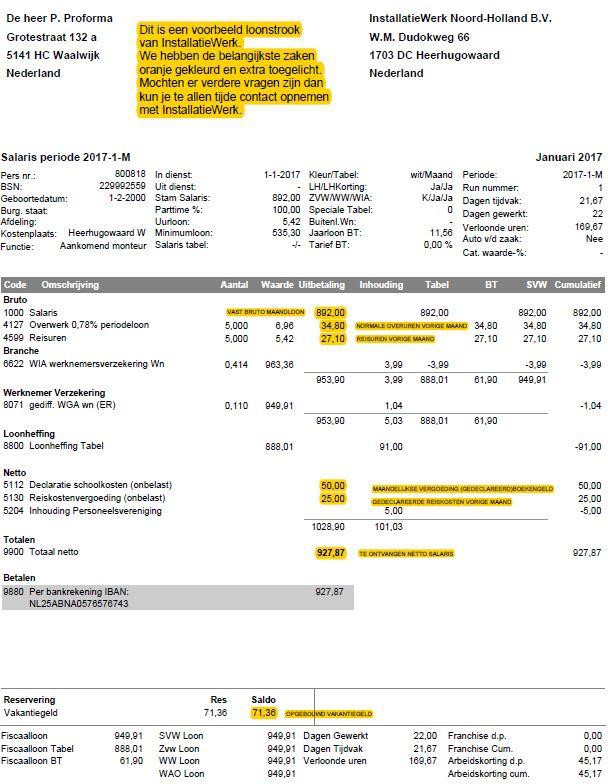 De heer P. Proforma
Grotestraat 132 a
5141 HC Waalwijk
Nederland
Dit is een voorbeeld loonstrook
van InstallatieWerk.
We hebben de belangijkste zaken
oranje gekleurd en extra toegelicht.
Mochten er verdere vragen zijn dan
kun je te allen tijde contact opnemen
met InstallatieWerk.
InstallatieWerk Noord-Holland B.V.
W.M. Dudokweg 66
1703 DC Heerhugowaard
Nederland
Salaris periode 2017-1-M Januari 2017
Pers nr.: 800818 In dienst: 1-1-2017 Kleur/Tabel: wit/Maand Periode: 2017-1-M
BSN: 229992559 Uit dienst: - LH/LHKorting: Ja/Ja Run nummer: 1
Geboortedatum: 1-2-2000 Stam Salaris: 892,00 ZVW/WW/WIA: K/Ja/Ja Dagen tijdvak: 21,67
Burg. staat: Parttime %: 100,00 Speciale Tabel: 0 Dagen gewerkt: 22
Afdeling: Uurloon: 5,42 Buitenl.Wn: - Verloonde uren: 169,67
Kostenplaats: Heerhugowaard W Minimumloon: 535,30 Jaarloon BT: 11,56 Auto v/d zaak: Nee
Functie: Aankomend monteur Salaris tabel: -/- Tarief BT: 0,00 % Cat. waarde-%: -
Code Omschrijving Aantal Waarde Uitbetaling Inhouding Tabel BT SVW Cumulatief
Bruto
1000 Salaris VAST BRUTO MAANDLOON 892,00 892,00 892,00 892,00
4127 Overwerk 0,78% periodeloon 5,000 6,96 34,80 NORMALE OVERUREN VORIGE MAAND 34,80 34,80 34,80
4599 Reisuren 5,000 5,42 27,10 REISUREN VORIGE MAAND 27,10 27,10 27,10
Branche
6622 WIA werknemersverzekering Wn 0,414 963,36 3,99 -3,99 -3,99 -3,99
953,90 3,99 888,01 61,90 949,91
Werknemer Verzekering
8071 gediff. WGA wn (ER) 0,110 949,91 1,04 -1,04
953,90 5,03 888,01 61,90
Loonheffing
8800 Loonheffing Tabel 888,01 91,00 -91,00
Netto
5112 Declaratie schoolkosten (onbelast) 50,00 MAANDELIJKSE VERGOEDING (GEDECLAREERD)BOEKENGELD 50,00
5130 Reiskostenvergoeding (onbelast) 25,00 GEDECLAREERDE REISKOSTEN VORIGE MAAND 25,00
5204 Inhouding Personeelsvereniging 5,00 -5,00
1028,90 101,03
Totalen
9900 Totaal netto 927,87 TE ONTVANGEN NETTO SALARIS 927,87
Betalen
9880 Per bankrekening IBAN: 927,87
NL25ABNA0576576743
Reservering Res Saldo
Vakantiegeld 71,36 71,36 OPGEBOUWD VAKANTIEGELD
Fiscaalloon 949,91 SVW Loon 949,91 Dagen Gewerkt 22,00 Franchise d.p. 0,00
Fiscaalloon Tabel 888,01 Zvw Loon 949,91 Dagen Tijdvak 21,67 Franchise Cum. 0,00
Fiscaalloon BT 61,90 WW Loon 949,91 Verloonde uren 169,67 Arbeidskorting d.p. 45,17
WAO Loon 949,91 Arbeidskorting cum. 45,17